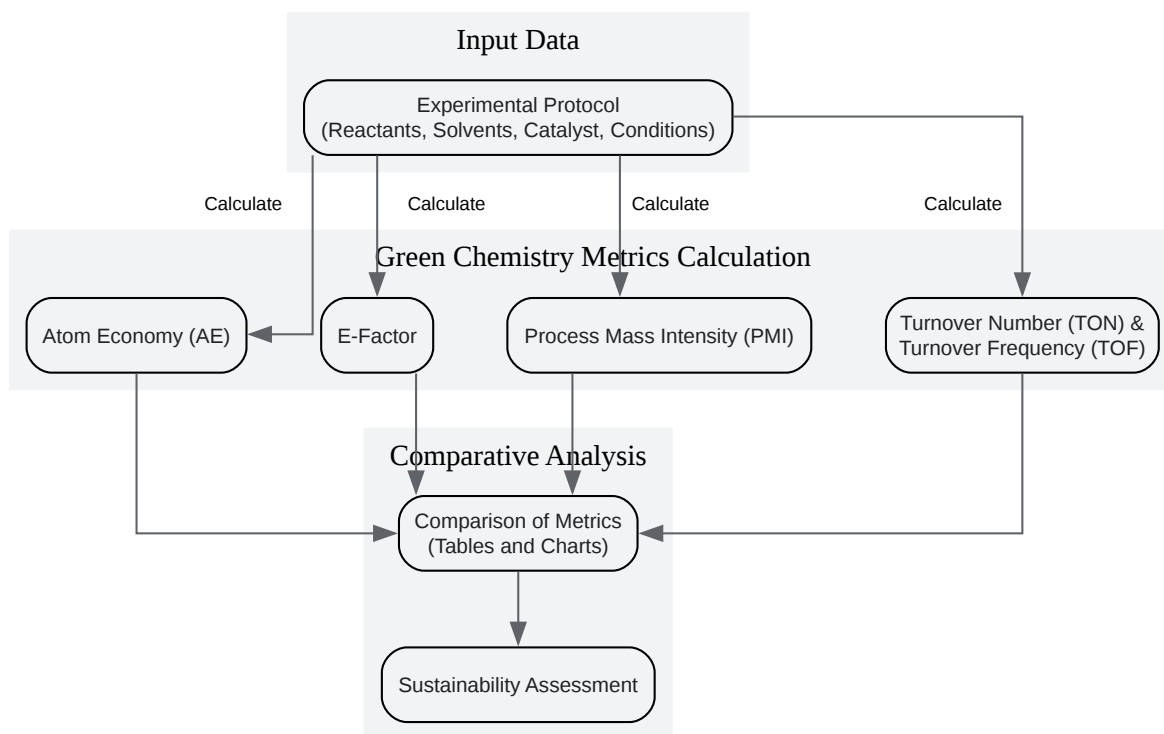 Input Data
Experimental Protocol
(Reactants, Solvents, Catalyst, Conditions)
Calculate
Calculate
Calculate
Calculate
Green Chemistry Metrics Calculation
Atom Economy (AE)
E-Factor
Process Mass Intensity (PMI)
Turnover Number (TON) &
Turnover Frequency (TOF)
Comparative Analysis
Comparison of Metrics
(Tables and Charts)
Sustainability Assessment